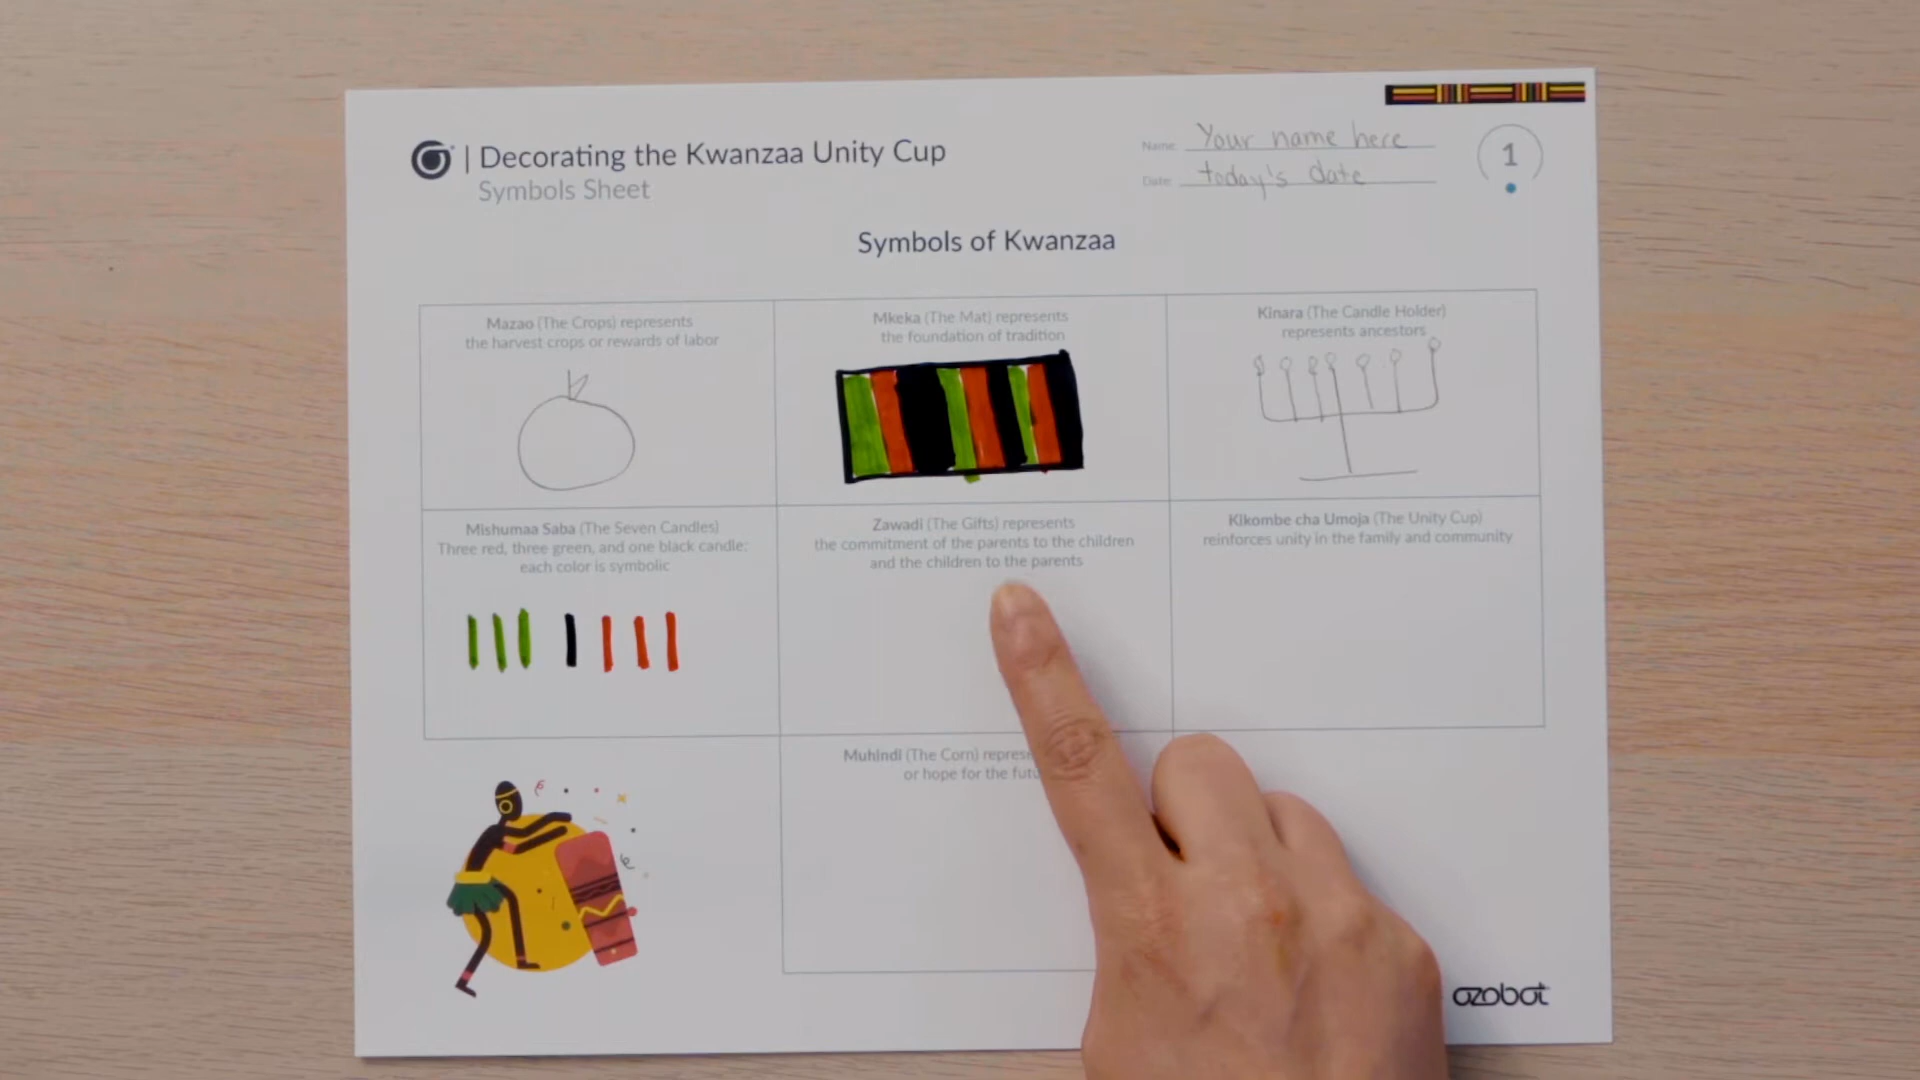 Decorating the Kwanzaa Unity Cup
Symbols Sheet
Name: Your name here
Date: today's date
1
Symbols of Kwanzaa
Mazao (The Crops) represents
the harvest crops or rewards of labor
Mkeka (The Mat) represents
the foundation of tradition
Kinara (The Candle Holder)
represents ancestors
Mishumaa Saba (The Seven Candles)
Three red, three green, and one black candle;
each color is symbolic
Zawadi (The Gifts) represents
the commitment of the parents to the children
and the children to the parents
Kikombe cha Umoja (The Unity Cup)
reinforces unity in the family and community
Muhindi (The Corn)
or hope for the
ozobot